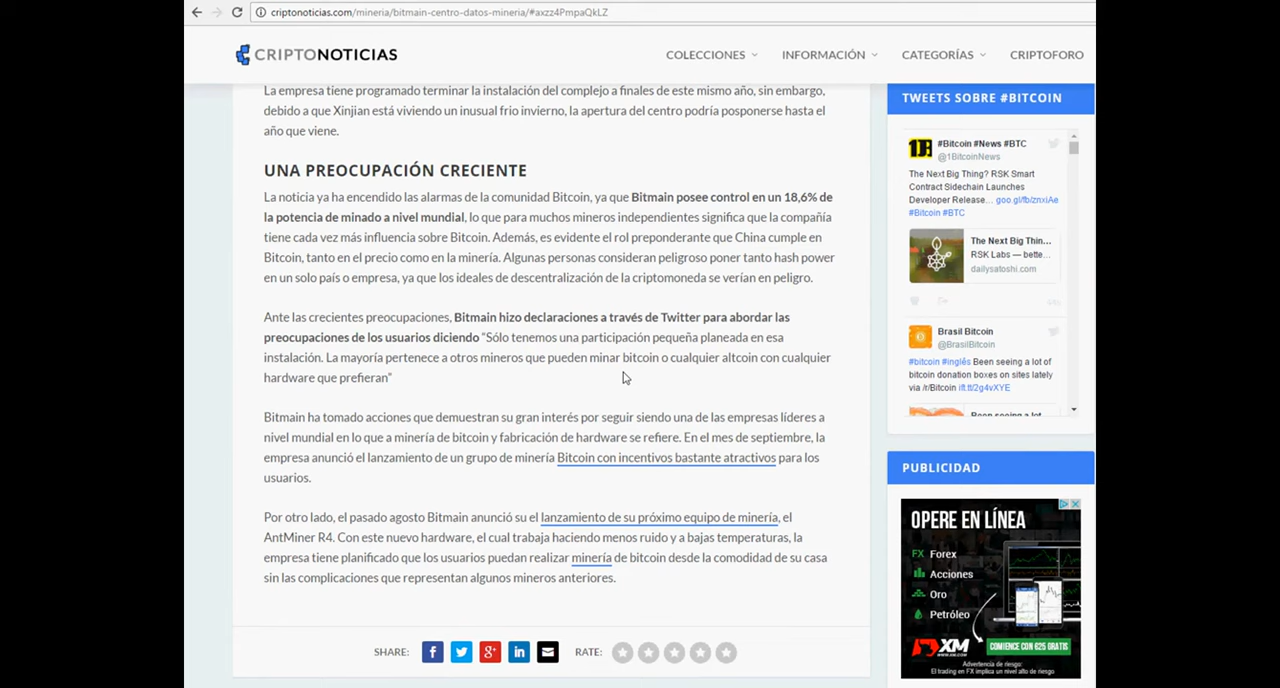 criptonoticias.com/mineria/bitmain-centro-datos-mineria/#axzz4PmpaQkLZ
CRIPTONOTICIAS
COLECCIONES
INFORMACIÓN
CATEGORÍAS
CRIPTOFORO
La empresa tiene programado terminar la instalación del complejo a finales de este mismo año, sin embargo,
debido a que Xinjian está viviendo un inusual frio invierno, la apertura del centro podría posponerse hasta el
año que viene.
UNA PREOCUPACIÓN CRECIENTE
La noticia ya ha encendido las alarmas de la comunidad Bitcoin, ya que Bitmain posee control en un 18,6% de
la potencia de minado a nivel mundial, lo que para muchos mineros independientes significa que la compañía
tiene cada vez más influencia sobre Bitcoin. Además, es evidente el rol preponderante que China cumple en
Bitcoin, tanto en el precio como en la minería. Algunas personas consideran peligroso poner tanto hash power
en un solo país o empresa, ya que los ideales de descentralización de la criptomoneda se verían en peligro.
Ante las crecientes preocupaciones, Bitmain hizo declaraciones a través de Twitter para abordar las
preocupaciones de los usuarios diciendo “Sólo tenemos una participación pequeña planeada en esa
instalación. La mayoría pertenece a otros mineros que pueden minar bitcoin o cualquier altcoin con cualquier
hardware que prefieran”
Bitmain ha tomado acciones que demuestran su gran interés por seguir siendo una de las empresas líderes a
nivel mundial en lo que a minería de bitcoin y fabricación de hardware se refiere. En el mes de septiembre, la
empresa anunció el lanzamiento de un grupo de minería Bitcoin con incentivos bastante atractivos para los
usuarios.
Por otro lado, el pasado agosto Bitmain anunció su el lanzamiento de su próximo equipo de minería, el
AntMiner R4. Con este nuevo hardware, el cual trabaja haciendo menos ruido y a bajas temperaturas, la
empresa tiene planificado que los usuarios puedan realizar minería de bitcoin desde la comodidad de su casa
sin las complicaciones que representan algunos mineros anteriores.
SHARE:
RATE:
TWEETS SOBRE #BITCOIN
#Bitcoin #News #BTC
@1BitcoinNews
The Next Big Thing? RSK Smart
Contract Sidechain Launches
Developer Release... goo.gl/fb/znxiAe
#Bitcoin #BTC
The Next Big Thin...
RSK Labs — bette...
dailysatoshi.com
Brasil Bitcoin
@BrasilBitcoin
#bitcoin #inglês Been seeing a lot of
bitcoin donation boxes on sites lately
via /r/Bitcoin ift.tt/2g4vXYE
Been seeing a lot
PUBLICIDAD
OPERE EN LÍNEA
FX Forex
Acciones
Oro
Petróleo
XM
COMIENCE CON $25 GRATIS
Advertencia de riesgo:
El trading en FX implica un nivel alto de riesgo